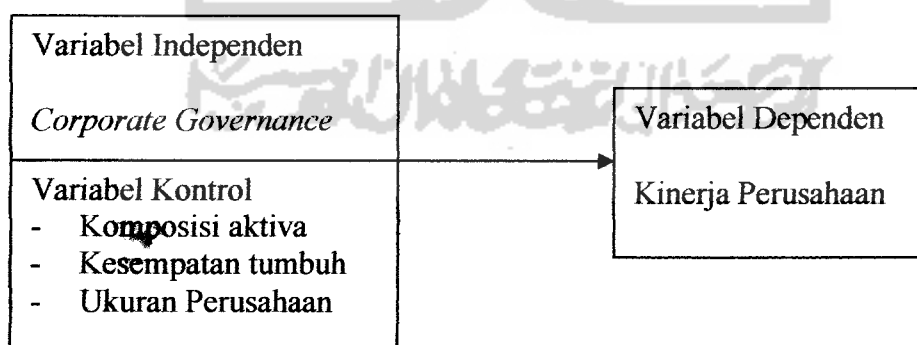 Variabel Independen
Corporate Governance
Variabel Kontrol
- Komposisi aktiva
- Kesempatan tumbuh
- Ukuran Perusahaan
Variabel Dependen
Kinerja Perusahaan